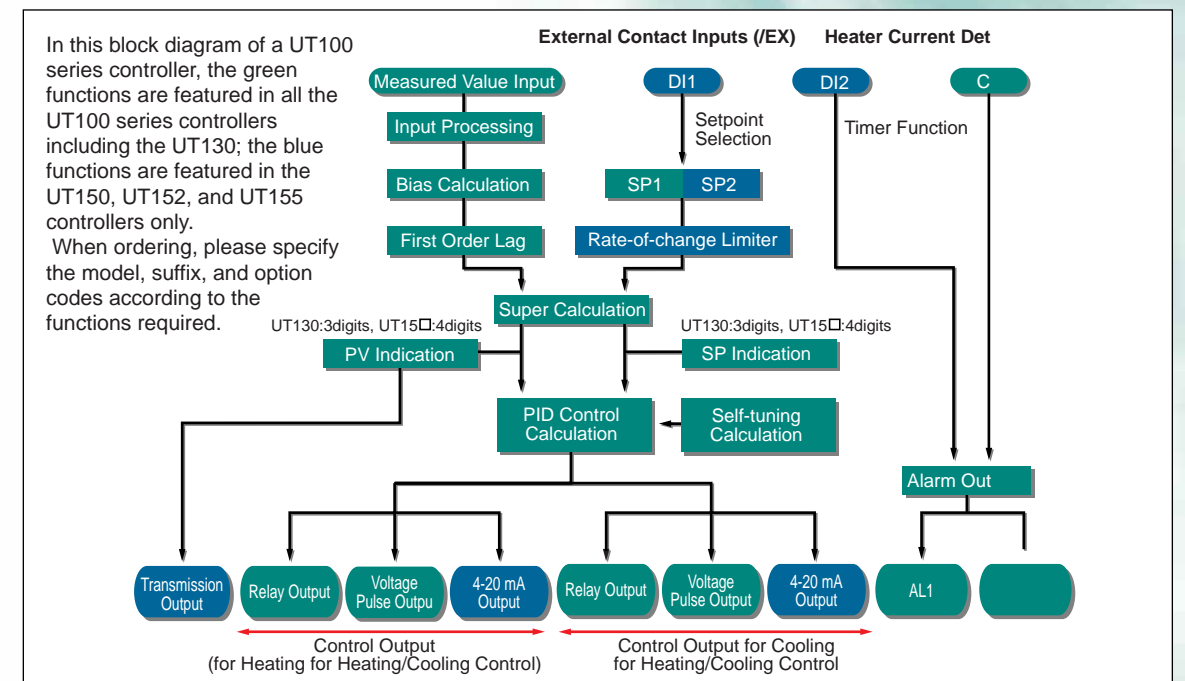 In this block diagram of a UT100
series controller, the green
functions are featured in all the
UT100 series controllers
including the UT130; the blue
functions are featured in the
UT150, UT152, and UT155
controllers only.
When ordering, please specify
the model, suffix, and option
codes according to the
functions required.
External Contact Inputs (/EX)
Heater Current Det
Measured Value Input
DI1
DI2
C
Input Processing
Setpoint
Selection
Timer Function
Bias Calculation
SP1
SP2
First Order Lag
Rate-of-change Limiter
Super Calculation
UT130:3digits, UT15□:4digits
UT130:3digits, UT15□:4digits
PV Indication
SP Indication
PID Control
Calculation
Self-tuning
Calculation
Alarm Out
Transmission
Output
Relay Output
Voltage
Pulse Outpu
4-20 mA
Output
Relay Output
Voltage
Pulse Output
4-20 mA
Output
AL1
Control Output
(for Heating for Heating/Cooling Control)
Control Output for Cooling
for Heating/Cooling Control